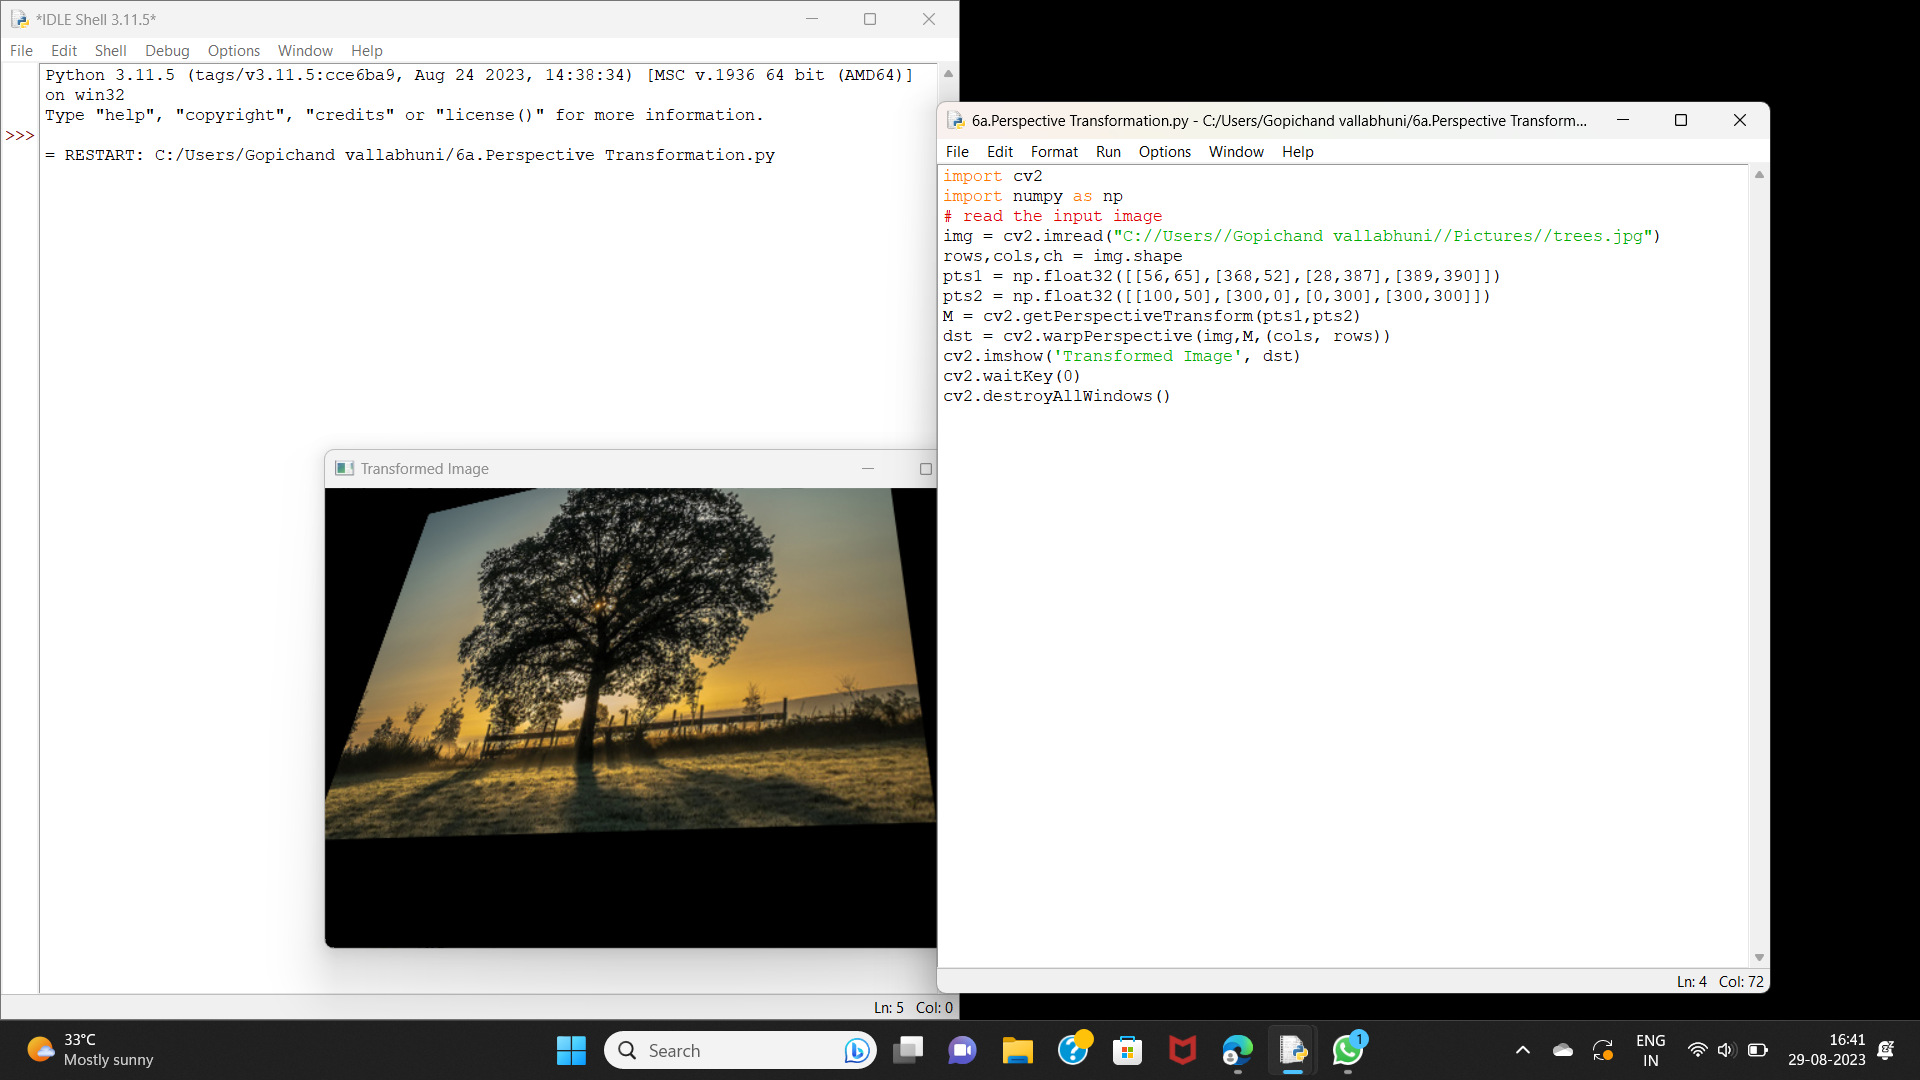 *IDLE Shell 3.11.5*
File Edit Shell Debug Options Window Help
Python 3.11.5 (tags/v3.11.5:cce6ba9, Aug 24 2023, 14:38:34) [MSC v.1936 64 bit (AMD64)]
on win32
Type "help", "copyright", "credits" or "license()" for more information.
>>>
= RESTART: C:/Users/Gopichand vallabhuni/6a.Perspective Transformation.py
Ln: 5 Col: 0
Transformed Image
6a.Perspective Transformation.py - C:/Users/Gopichand vallabhuni/6a.Perspective Transform...
File Edit Format Run Options Window Help
import cv2
import numpy as np
# read the input image
img = cv2.imread("C://Users//Gopichand vallabhuni//Pictures//trees.jpg")
rows,cols,ch = img.shape
pts1 = np.float32([[56,65],[368,52],[28,387],[389,390]])
pts2 = np.float32([[100,50],[300,0],[0,300],[300,300]])
M = cv2.getPerspectiveTransform(pts1,pts2)
dst = cv2.warpPerspective(img,M,(cols, rows))
cv2.imshow('Transformed Image', dst)
cv2.waitKey(0)
cv2.destroyAllWindows()
Ln: 4 Col: 72
33°C
Mostly sunny
Search
1
ENG
IN
16:41
29-08-2023